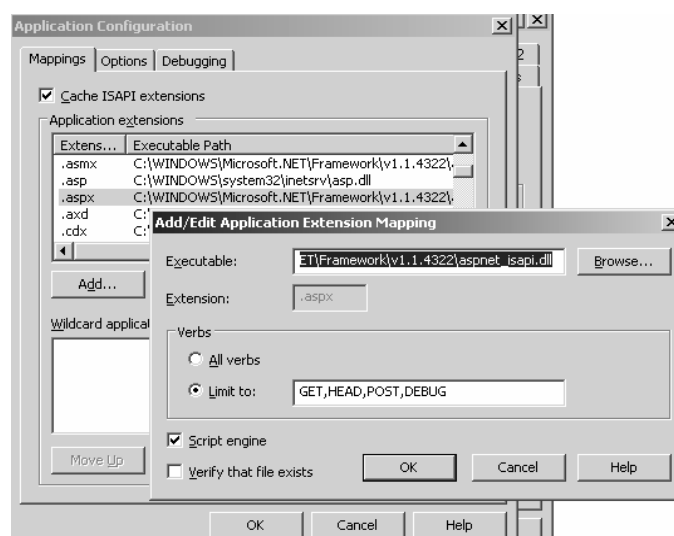 Application Configuration
2
s
Mappings
Options
Debugging
Cache ISAPI extensions
Application extensions
Extens...
Executable Path
.asmx C:\WINDOWS\Microsoft.NET\Framework\v1.1.4322\.
.asp C:\WINDOWS\system32\inetsrv\asp.dll
.aspx C:\WINDOWS\Microsoft.NET\Framework\v1.1.4322\.
.axd C:'
.cdx C:'
Add...
Wildcard applicat
Move Up
OK
Cancel
Help
Add/Edit Application Extension Mapping
Executable:
ET\Framework\v1.1.4322\aspnet_isapi.dll
Browse...
Extension:
.aspx
Verbs
All verbs
Limit to:
GET,HEAD,POST,DEBUG
Script engine
Verify that file exists
OK
Cancel
Help